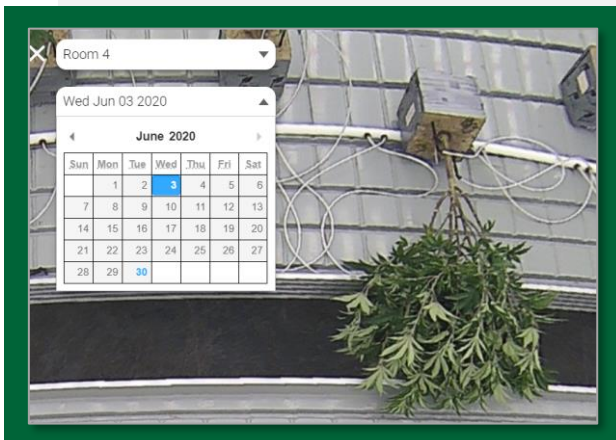 Room 4
Wed Jun 03 2020
June 2020
Sun Mon Tue Wed Thu Fri Sat
1 2 3 4 5 6
7 8 9 10 11 12 13
14 15 16 17 18 19 20
21 22 23 24 25 26 27
28 29 30